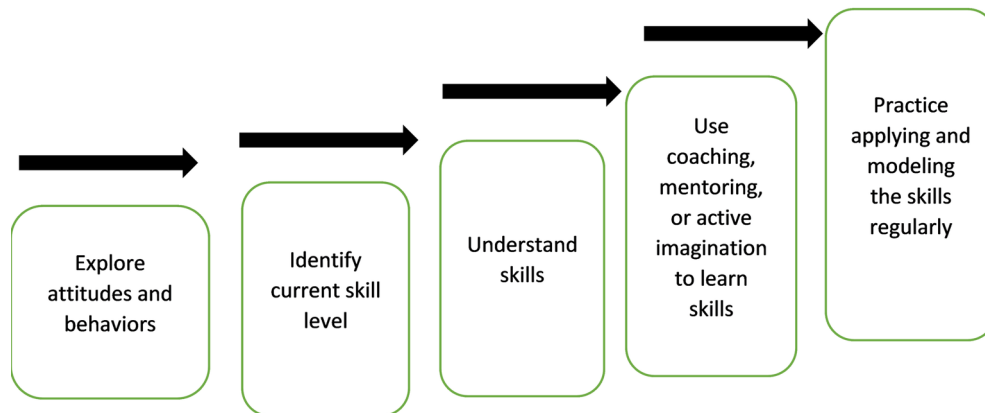 Explore
attitudes and
behaviors
Identify
current skill
level
Understand
skills
Use
coaching,
mentoring,
or active
imagination
to learn
skills
Practice
applying and
modeling
the skills
regularly